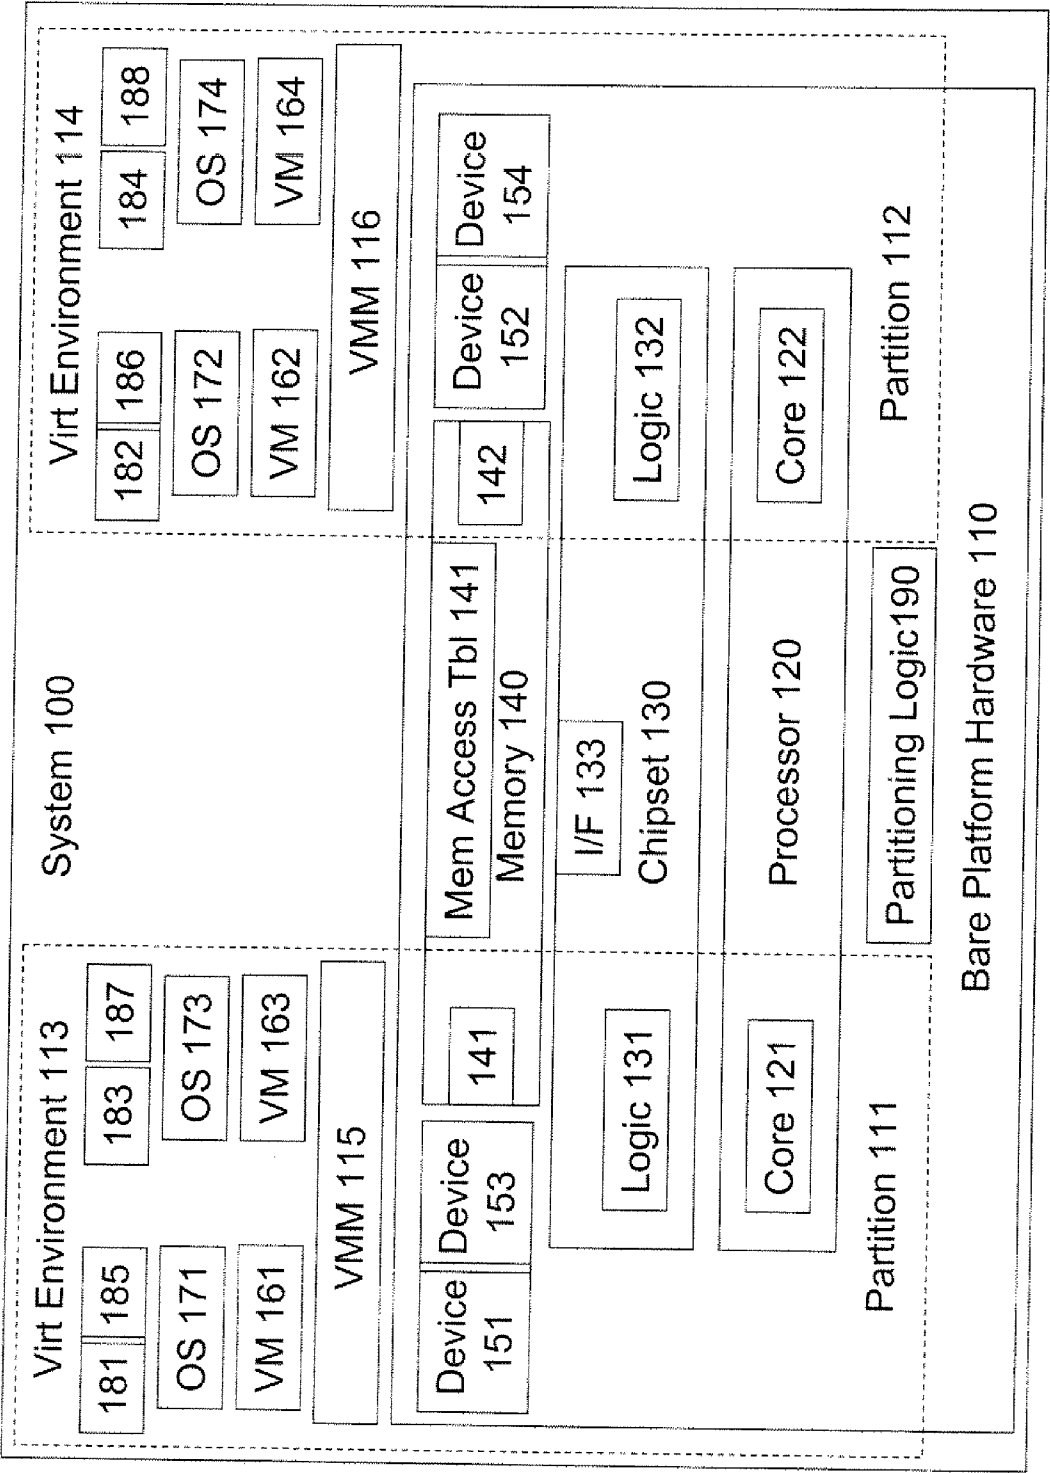 System 100
Virt Environment 113
Virt Environment 114
181 185 183 187
182 186 184 188
OS 171 OS 173
OS 172 OS 174
VM 161 VM 163
VM 162 VM 164
VMM 115
VMM 116
Device
151
Device
153
141
Mem Access Tbl 141
Memory 140
142
Device
152
Device
154
I/F 133
Logic 131
Chipset 130
Logic 132
Core 121
Processor 120
Core 122
Partition 111
Partitioning Logic190
Partition 112
Bare Platform Hardware 110